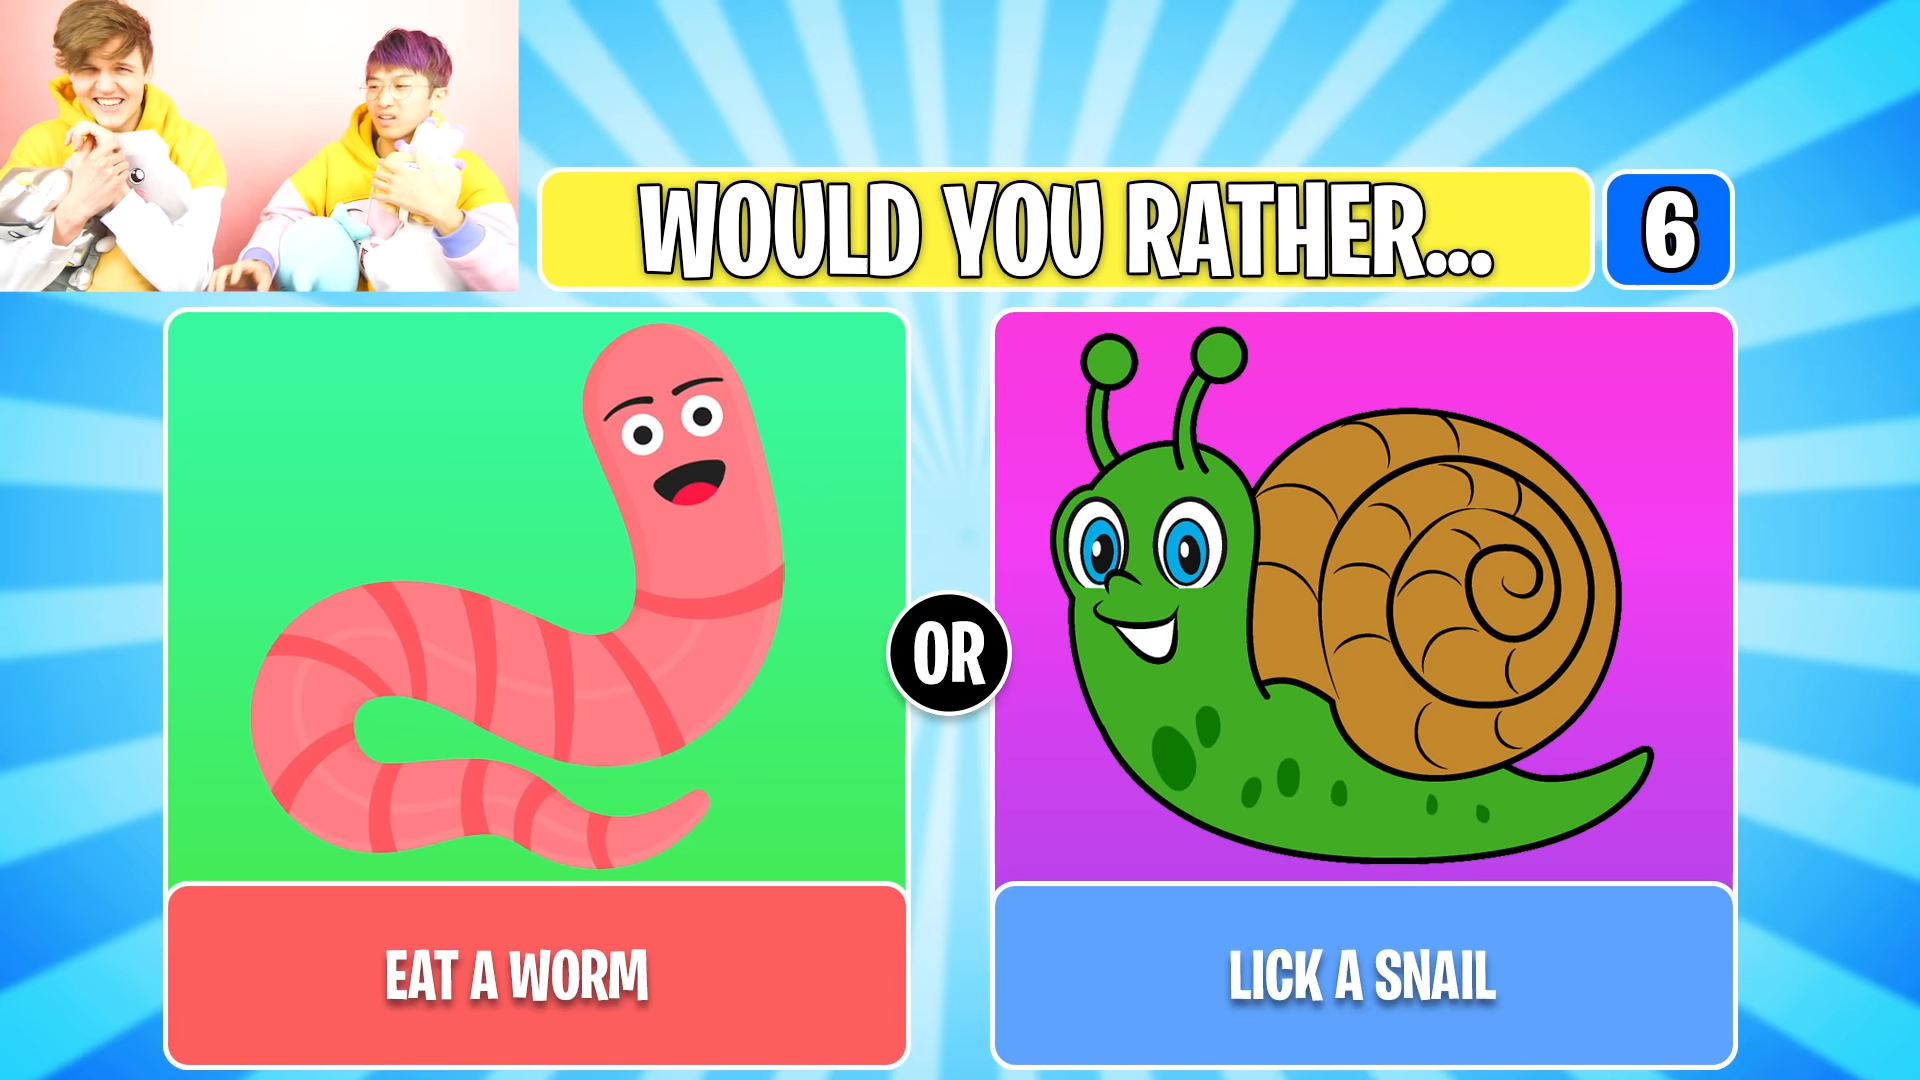 WOULD YOU RATHER...
6
OR
EAT A WORM
LICK A SNAIL